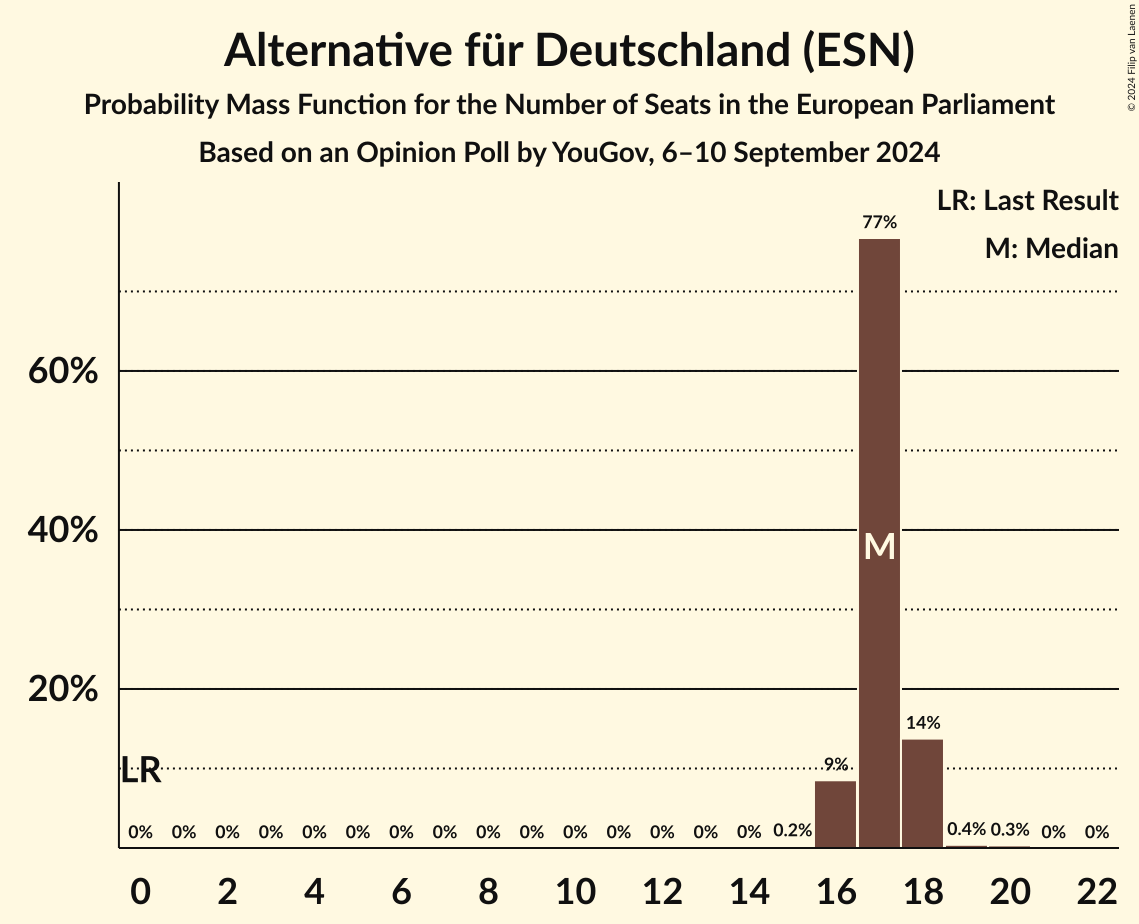 Alternative für Deutschland (ESN)
Probability Mass Function for the Number of Seats in the European Parliament
Based on an Opinion Poll by YouGov, 6–10 September 2024
© 2024 Filip van Laenen
LR: Last Result
M: Median
77%
60%
40%
M
20%
14%
9%
LR
0% 0% 0% 0% 0% 0% 0% 0% 0% 0% 0% 0% 0% 0% 0% 0.2% 0.4% 0.3% 0% 0%
0 2 4 6 8 10 12 14 16 18 20 22